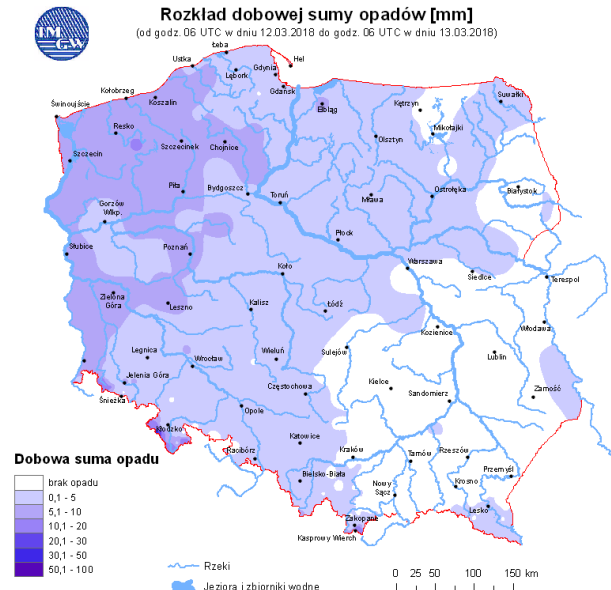 IMGW
Rozkład dobowej sumy opadów [mm]
(od godz. 06 UTC w dniu 12.03.2018 do godz. 06 UTC w dniu 13.03.2018)
Łeba
Ustka
Hel
Gdynia
Lębork
Gdańsk
Suwałki
Kołobrzeg
Koszalin
Elbląg
Kętrzyn
Świnoujście
Resko
Mikołajki
Szczecinek
Chojnice
Olsztyn
Szczecin
Piła
Bydgoszcz
Ostrołęka
Białystok
Toruń
Mława
Gorzów
Wlkp.
Płock
Słubice
Poznań
Warszawa
Koło
Siedlce
Terespol
Zielona
Góra
Leszno
Kalisz
Łódź
Włodawa
Kozienice
Legnica
Wrocław
Wieluń
Sulejów
Lublin
Jelenia Góra
Kielce
Częstochowa
Sandomierz
Zamość
Śnieżka
Opole
Kłodzko
Katowice
Racibórz
Kraków
Tarnów
Rzeszów
Bielsko-Biała
Nowy
Sącz
Krosno
Przemyśl
Lesko
Zakopane
Kasprowy Wierch
Dobowa suma opadu
brak opadu
0,1 - 5
5,1 - 10
10,1 - 20
20,1 - 30
30,1 - 50
50,1 - 100
Rzeki
Jeziora i zbiorniki wodne
0 25 50 100 150 km